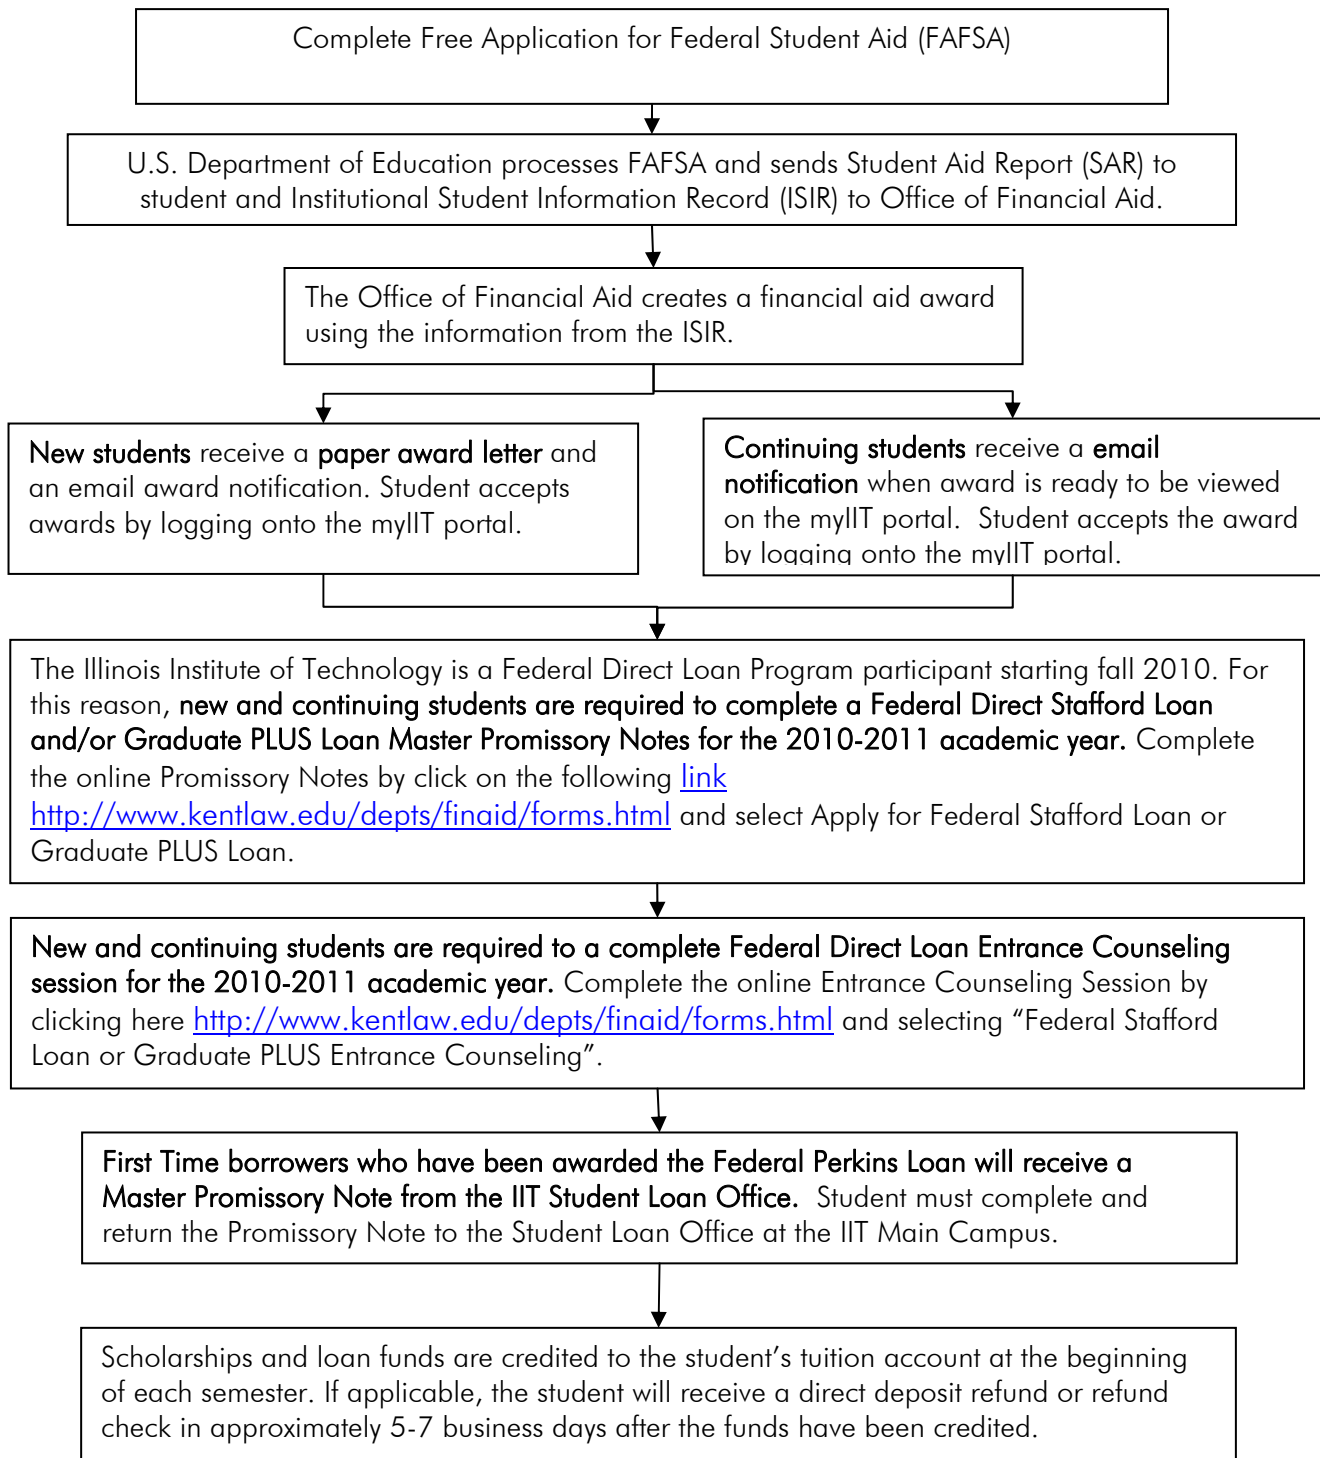 Complete Free Application for Federal Student Aid (FAFSA)
U.S. Department of Education processes FAFSA and sends Student Aid Report (SAR) to
student and Institutional Student Information Record (ISIR) to Office of Financial Aid.
The Office of Financial Aid creates a financial aid award
using the information from the ISIR.
New students receive a paper award letter and
an email award notification. Student accepts
awards by logging onto the myIIT portal.
Continuing students receive a email
notification when award is ready to be viewed
on the myIIT portal.  Student accepts the award
by logging onto the myIIT portal.
The Illinois Institute of Technology is a Federal Direct Loan Program participant starting fall 2010. For
this reason, new and continuing students are required to complete a Federal Direct Stafford Loan
and/or Graduate PLUS Loan Master Promissory Notes for the 2010-2011 academic year. Complete
the online Promissory Notes by click on the following link
http://www.kentlaw.edu/depts/finaid/forms.html and select Apply for Federal Stafford Loan or
Graduate PLUS Loan.
New and continuing students are required to a complete Federal Direct Loan Entrance Counseling
session for the 2010-2011 academic year. Complete the online Entrance Counseling Session by
clicking here http://www.kentlaw.edu/depts/finaid/forms.html and selecting “Federal Stafford
Loan or Graduate PLUS Entrance Counseling”.
First Time borrowers who have been awarded the Federal Perkins Loan will receive a
Master Promissory Note from the IIT Student Loan Office.  Student must complete and
return the Promissory Note to the Student Loan Office at the IIT Main Campus.
Scholarships and loan funds are credited to the student’s tuition account at the beginning
of each semester. If applicable, the student will receive a direct deposit refund or refund
check in approximately 5-7 business days after the funds have been credited.